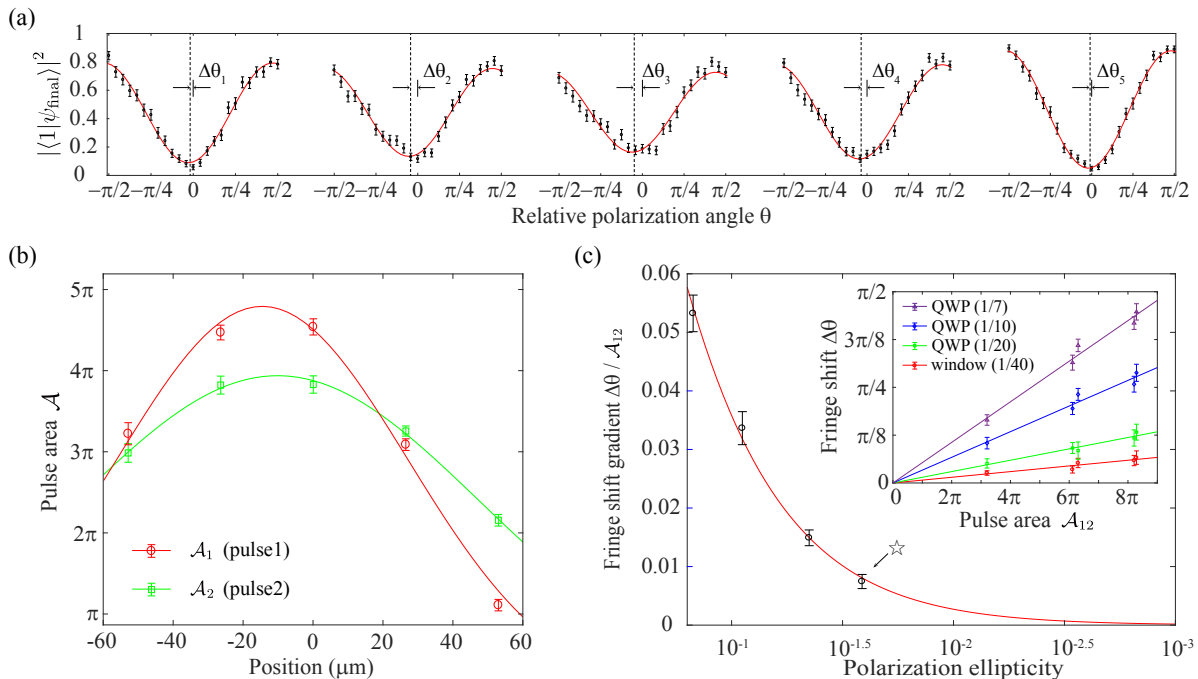 (a)
|⟨1|ψfinal⟩|²
1
0.8
0.6
0.4
0.2
0
Δθ1 Δθ2 Δθ3 Δθ4 Δθ5
−π/2 −π/4 0 π/4 π/2 −π/2 −π/4 0 π/4 π/2 −π/2 −π/4 0 π/4 π/2 −π/2 −π/4 0 π/4 π/2 −π/2 −π/4 0 π/4 π/2
Relative polarization angle θ
(b)
Pulse area 𝒜
5π
4π
3π
2π
π
𝒜1 (pulse1)
𝒜2 (pulse2)
-60 -40 -20 0 20 40 60
Position (μm)
(c)
Fringe shift gradient Δθ / 𝒜12
0.06
0.05
0.04
0.03
0.02
0.01
0
Fringe shift Δθ
π/2
3π/8
π/4
π/8
0
QWP (1/7)
QWP (1/10)
QWP (1/20)
window (1/40)
0 2π 4π 6π 8π
Pulse area 𝒜12
☆
10⁻¹ 10⁻¹·⁵ 10⁻² 10⁻²·⁵ 10⁻³
Polarization ellipticity